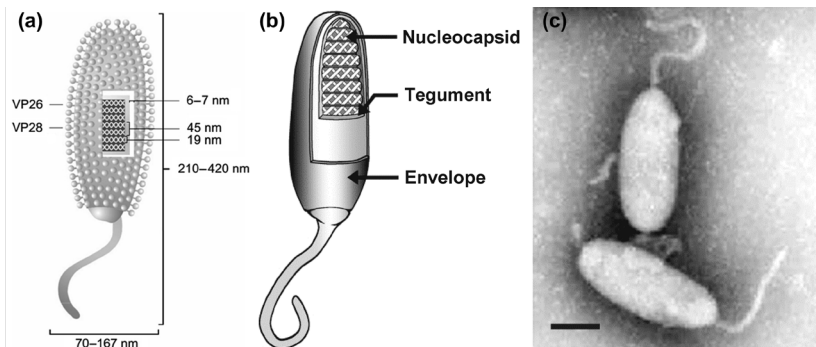 (a)
VP26
VP28
6–7 nm
45 nm
19 nm
210–420 nm
70–167 nm
(b)
Nucleocapsid
Tegument
Envelope
(c)